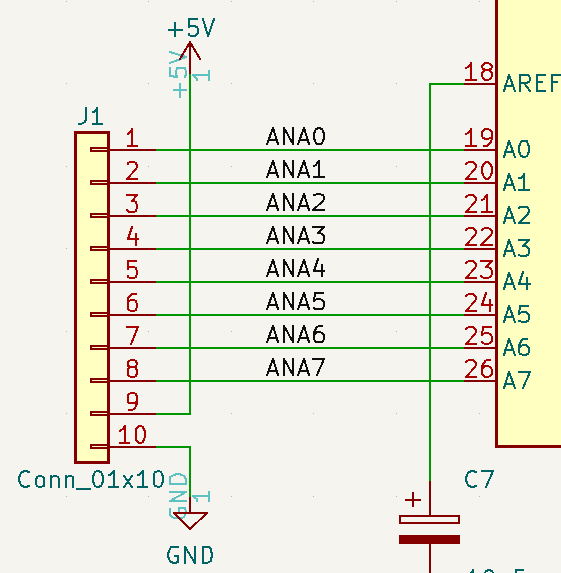 +5V
+5V
1
J1
18 AREF
1 ANA0 19 A0
2 ANA1 20 A1
3 ANA2 21 A2
4 ANA3 22 A3
5 ANA4 23 A4
6 ANA5 24 A5
7 ANA6 25 A6
8 ANA7 26 A7
9
10
Conn_01x10
GND
1
C7
+
GND